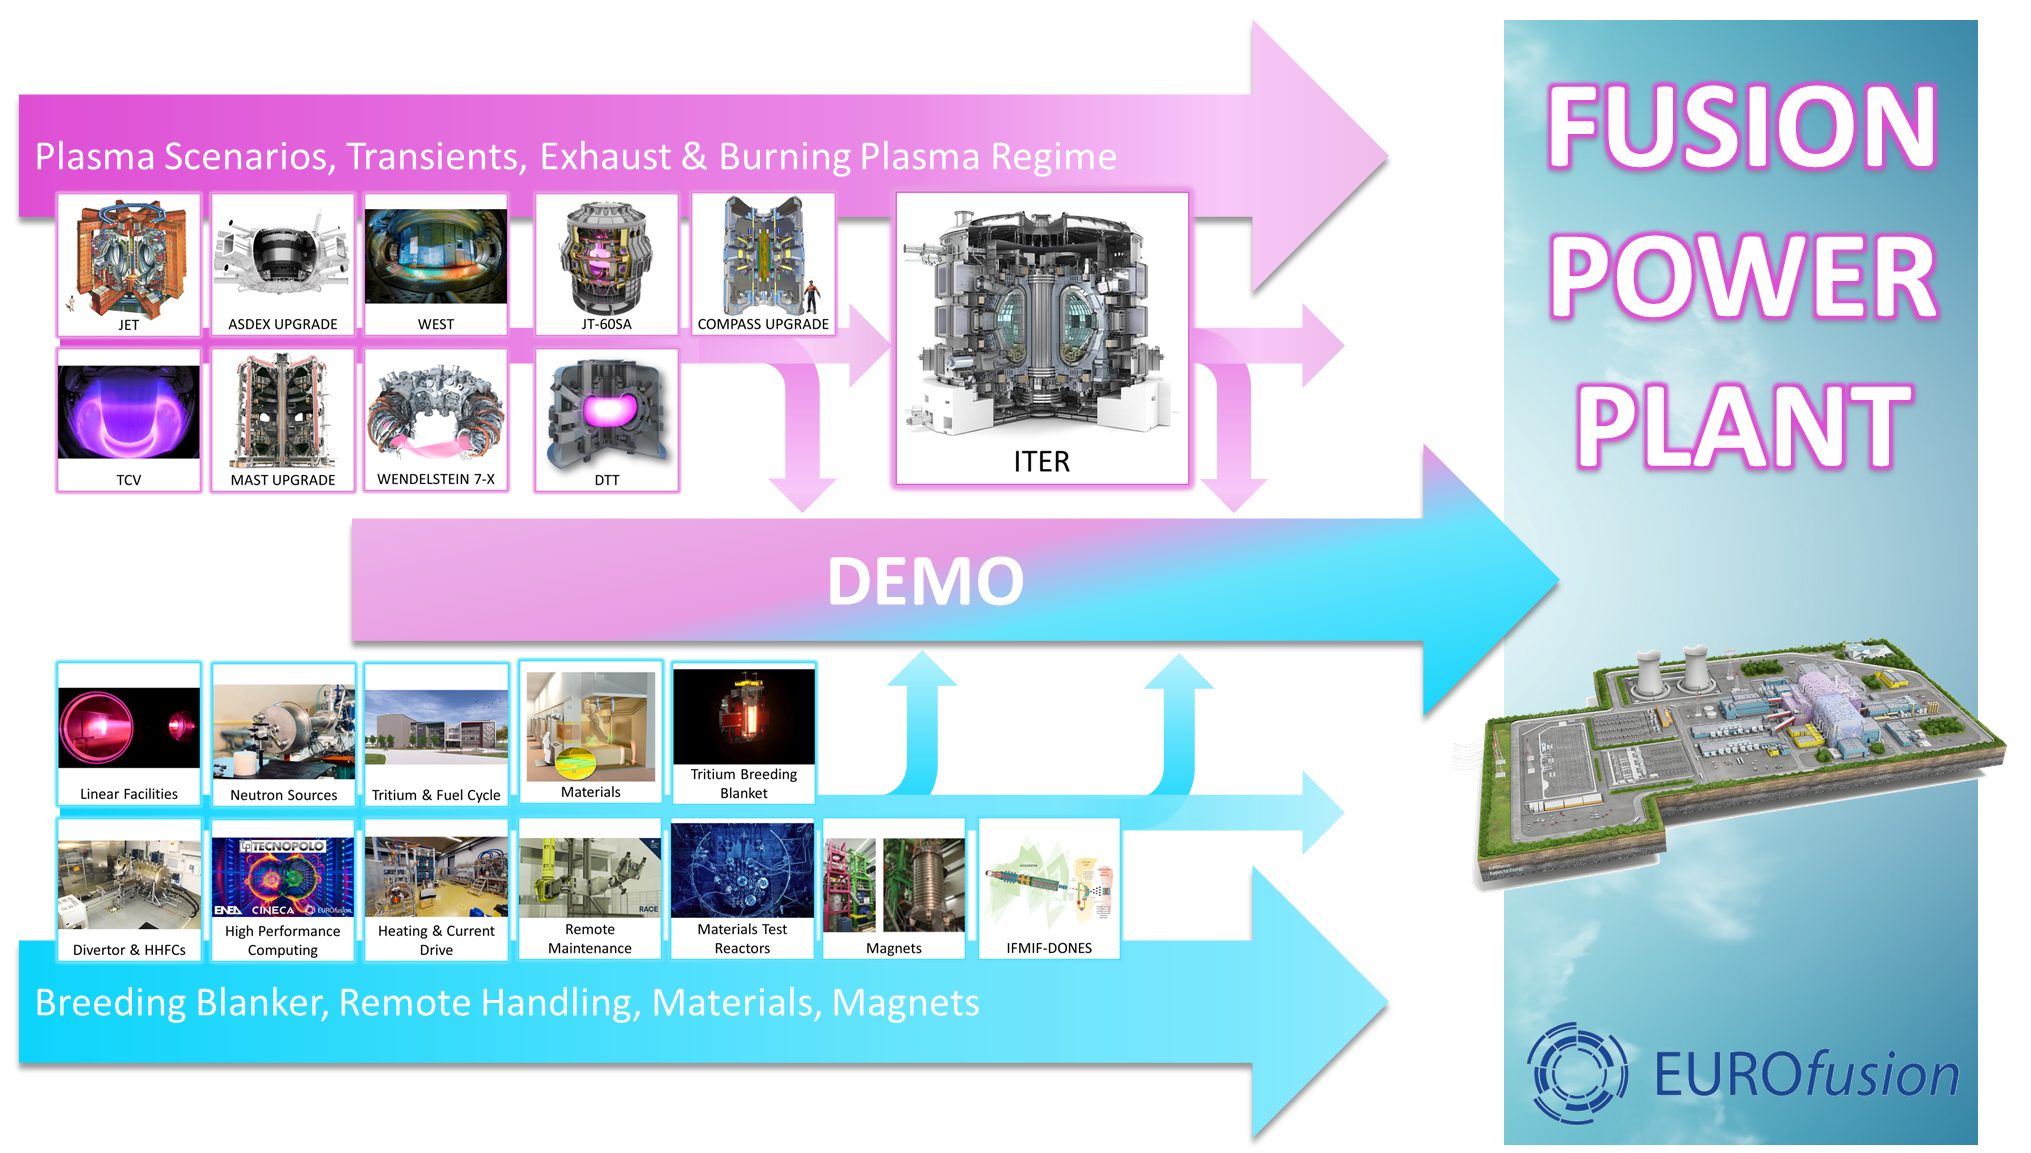 Plasma Scenarios, Transients, Exhaust & Burning Plasma Regime
JET
ASDEX UPGRADE
WEST
JT-60SA
COMPASS UPGRADE
TCV
MAST UPGRADE
WENDELSTEIN 7-X
DTT
ITER
DEMO
FUSION
POWER
PLANT
Linear Facilities
Neutron Sources
Tritium & Fuel Cycle
Materials
Tritium Breeding
Blanket
Divertor & HHFCs
TECNOPOLO
ENEA CINECA EUROfusion
High Performance
Computing
Heating & Current
Drive
RACE
Remote
Maintenance
Materials Test
Reactors
Magnets
IFMIF-DONES
Breeding Blanker, Remote Handling, Materials, Magnets
EUROfusion